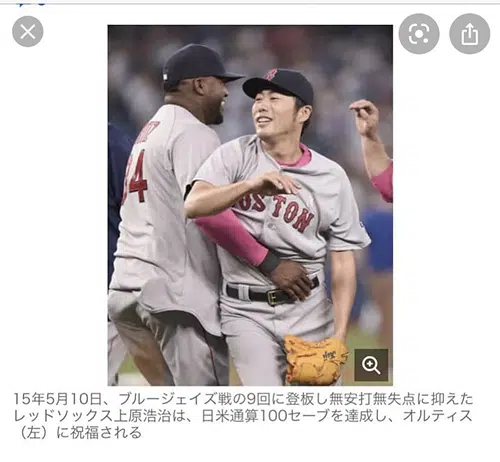 34
BOSTON
15年5月10日、ブルージェイズ戦の9回に登板し無安打無失点に抑えた
レッドソックス上原浩治は、日米通算100セーブを達成し、オルティス
（左）に祝福される